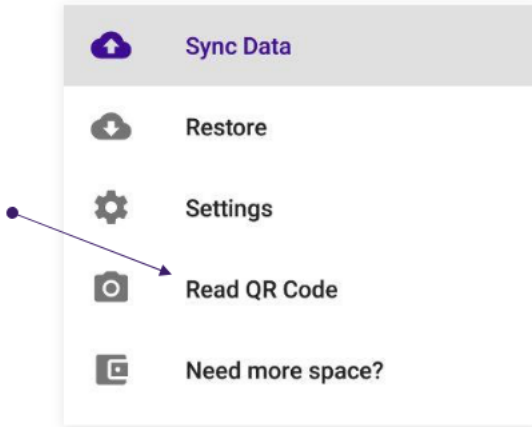 Sync Data
Restore
Settings
Read QR Code
Need more space?